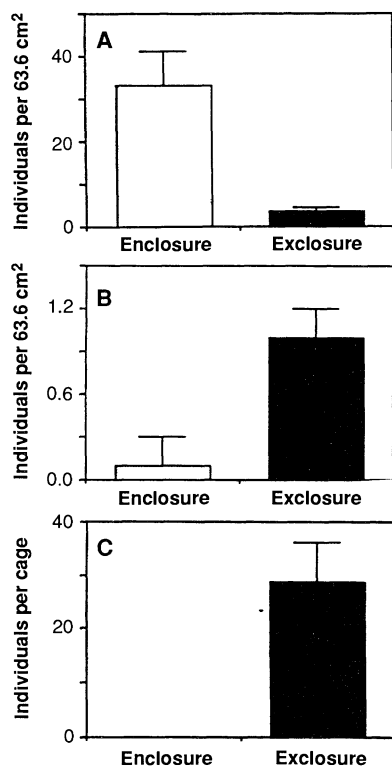 A
Individuals per 63.6 cm²
40
20
0
Enclosure Exclosure
B
Individuals per 63.6 cm²
1.2
0.6
0.0
Enclosure Exclosure
C
Individuals per cage
40
20
0
Enclosure Exclosure